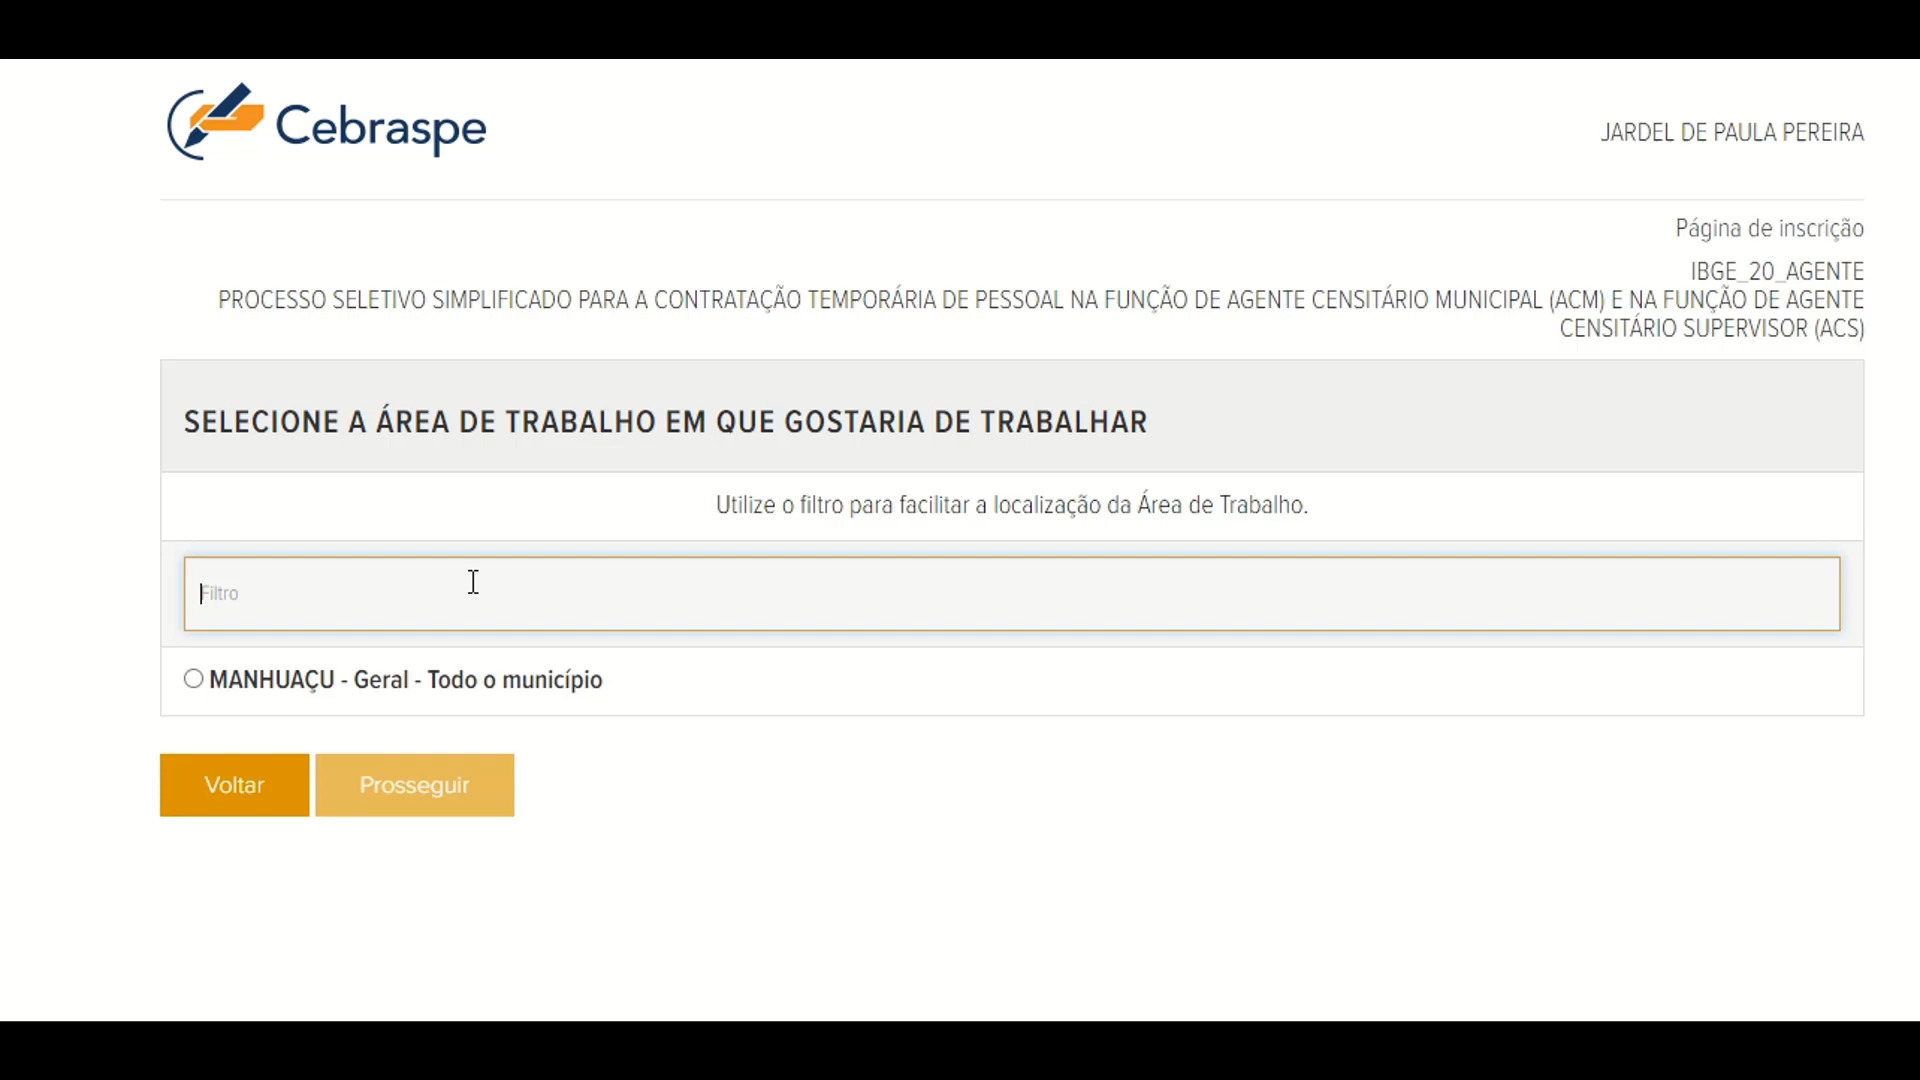 Cebraspe
JARDEL DE PAULA PEREIRA
Página de inscrição
IBGE_20_AGENTE
PROCESSO SELETIVO SIMPLIFICADO PARA A CONTRATAÇÃO TEMPORÁRIA DE PESSOAL NA FUNÇÃO DE AGENTE CENSITÁRIO MUNICIPAL (ACM) E NA FUNÇÃO DE AGENTE
CENSITÁRIO SUPERVISOR (ACS)
SELECIONE A ÁREA DE TRABALHO EM QUE GOSTARIA DE TRABALHAR
Utilize o filtro para facilitar a localização da Área de Trabalho.
Filtro
MANHUAÇU - Geral - Todo o município
Voltar
Prosseguir